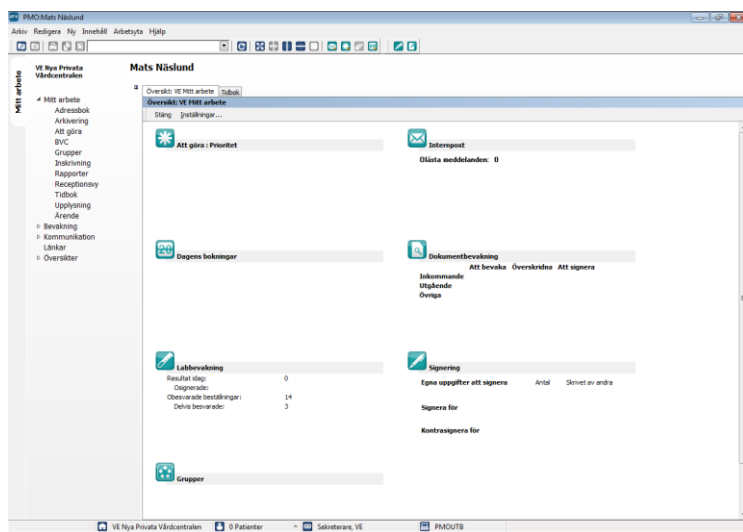 PMO:Mats Näslund
Arkiv Redigera Ny Innehåll Arbetsyta Hjälp
Mitt arbete
VE Nya Privata
Vårdcentralen
Mitt arbete
Adressbok
Arkivering
Att göra
BVC
Grupper
Inskrivning
Rapporter
Receptionsvy
Tidbok
Upplysning
Ärende
Bevakning
Kommunikation
Länkar
Översikter
Mats Näslund
Översikt: VE Mitt arbete Tidbok
Översikt: VE Mitt arbete
Stäng Inställningar...
Att göra : Prioritet
Internpost
Olästa meddelanden: 0
Dagens bokningar
Dokumentbevakning
Att bevaka Överskridna Att signera
Inkommande
Utgående
Övriga
Labbevakning
Resultat idag: 0
Osignerade:
Obesvarade beställningar: 14
Delvis besvarade: 3
Signering
Egna uppgifter att signera Antal Skrivet av andra
Signera för
Kontrasignera för
Grupper
VE Nya Privata Vårdcentralen 0 Patienter Sekreterare, VE PMOUTB